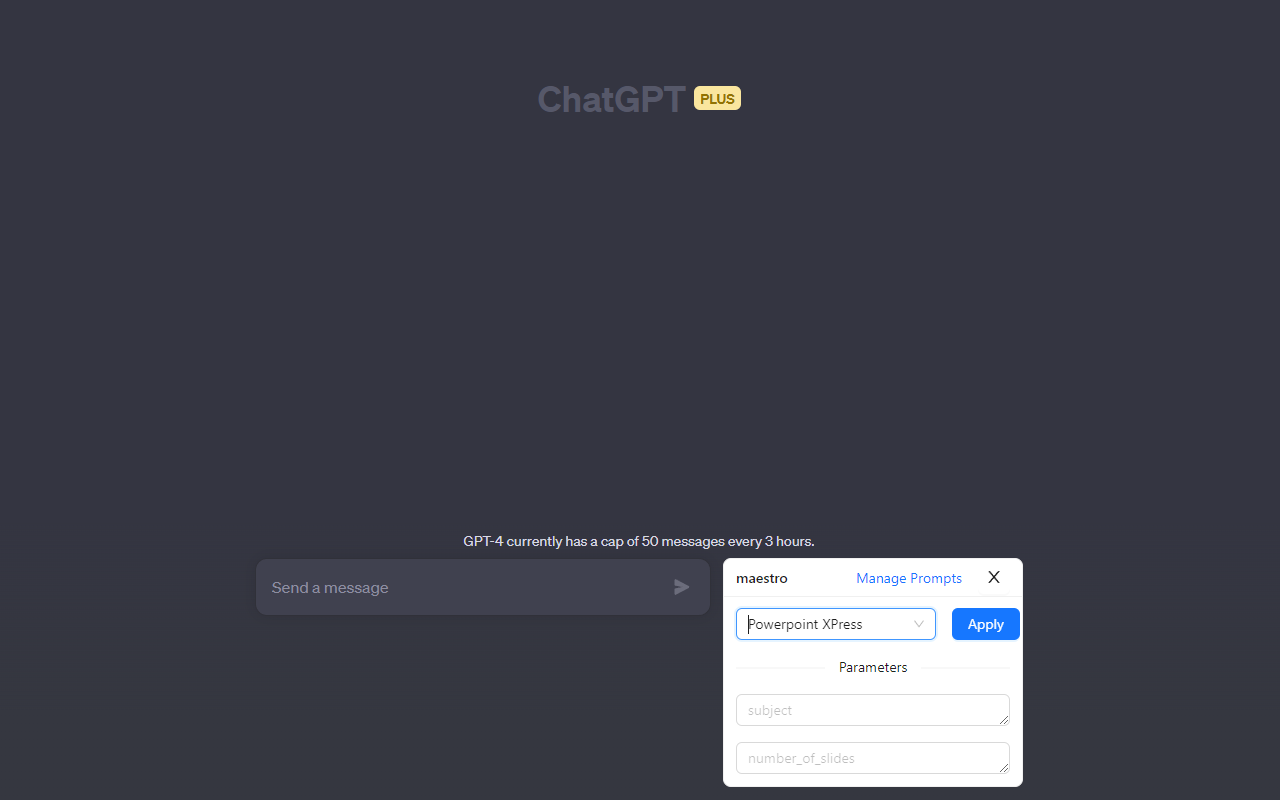 ChatGPT PLUS
GPT-4 currently has a cap of 50 messages every 3 hours.
Send a message
maestro Manage Prompts X
Powerpoint XPress Apply
Parameters
subject
number_of_slides